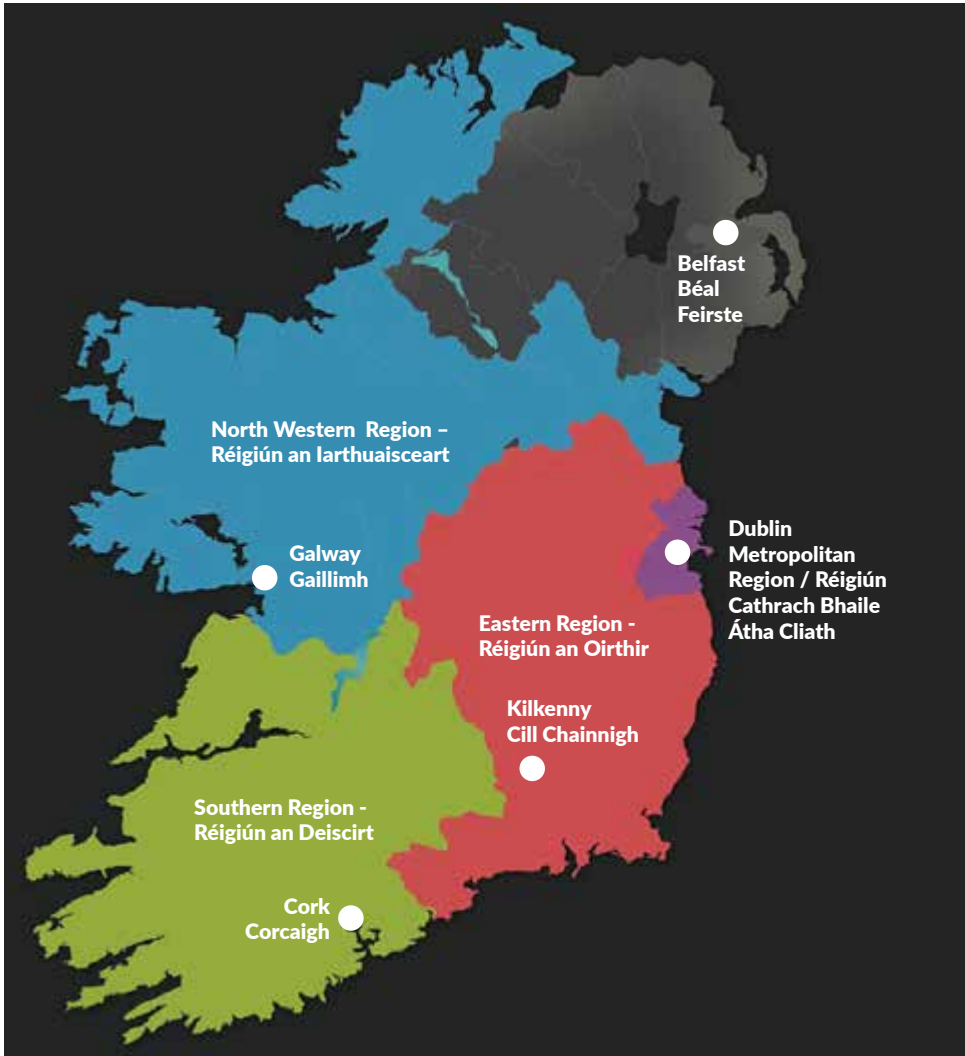 Belfast
Béal
Feirste
North Western Region –
Réigiún an Iarthuaisceart
Galway
Gaillimh
Dublin
Metropolitan
Region / Réigiún
Cathrach Bhaile
Átha Cliath
Eastern Region -
Réigiún an Oirthir
Kilkenny
Cill Chainnigh
Southern Region -
Réigiún an Deiscirt
Cork
Corcaigh